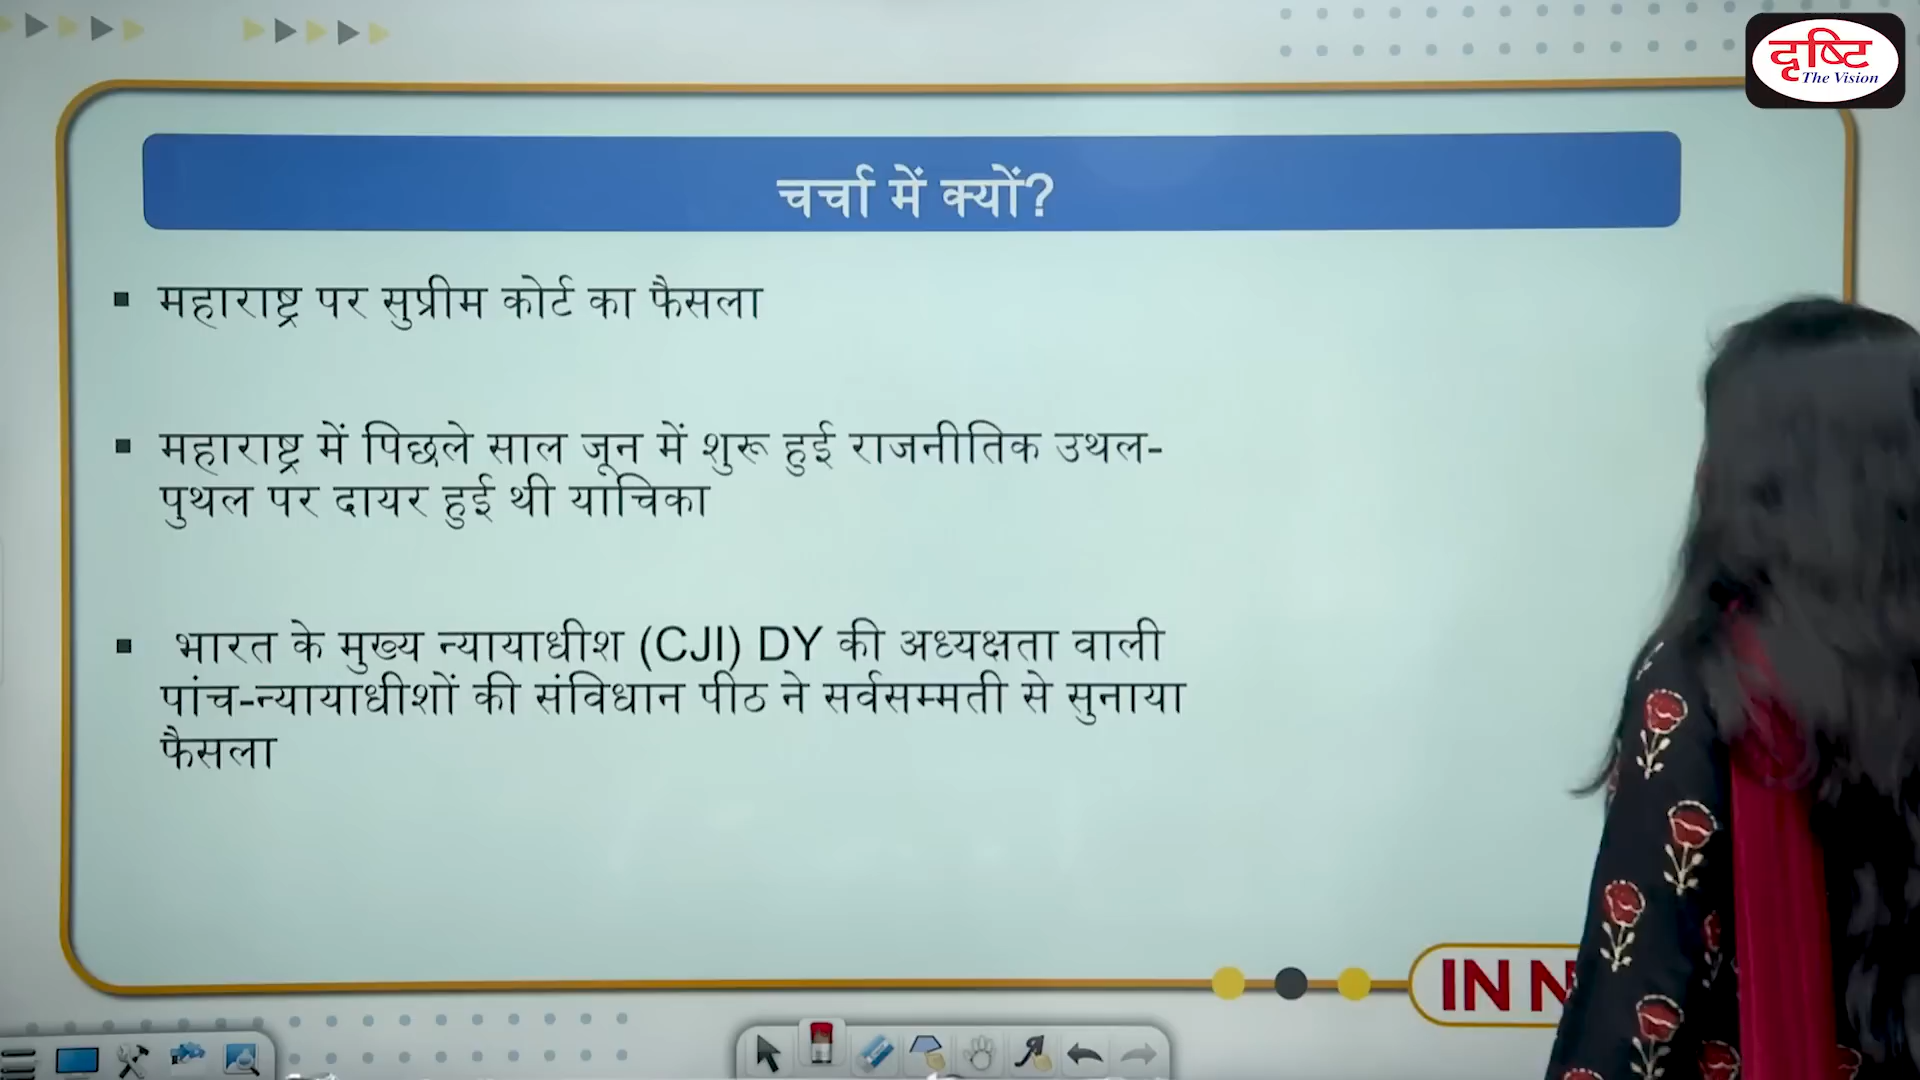 दृष्टि
The Vision
चर्चा में क्यों?
▪ महाराष्ट्र पर सुप्रीम कोर्ट का फैसला
▪ महाराष्ट्र में पिछले साल जून में शुरू हुई राजनीतिक उथल-
पुथल पर दायर हुई थी याचिका
▪ भारत के मुख्य न्यायाधीश (CJI) DY की अध्यक्षता वाली
पांच-न्यायाधीशों की संविधान पीठ ने सर्वसम्मती से सुनाया
फैसला
IN N